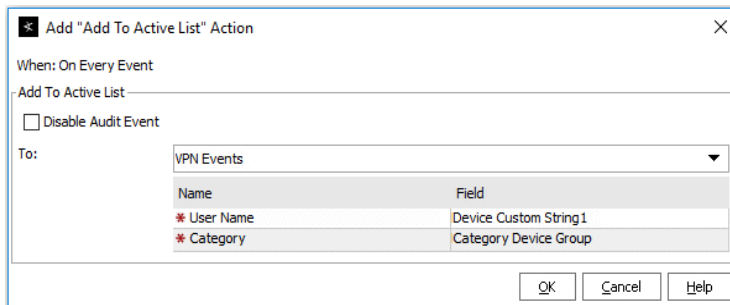 Add "Add To Active List" Action
When: On Every Event
Add To Active List
Disable Audit Event
To:
VPN Events
Name Field
* User Name Device Custom String1
* Category Category Device Group
OK Cancel Help